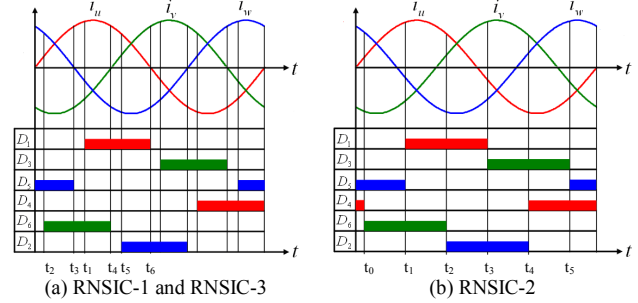 i_u i_v i_w
t
D_1
D_3
D_5
D_4
D_6
D_2
t
t_2 t_3 t_1 t_4 t_5 t_6
(a) RNSIC-1 and RNSIC-3
i_u i_v i_w
t
D_1
D_3
D_5
D_4
D_6
D_2
t
t_0 t_1 t_2 t_3 t_4 t_5
(b) RNSIC-2